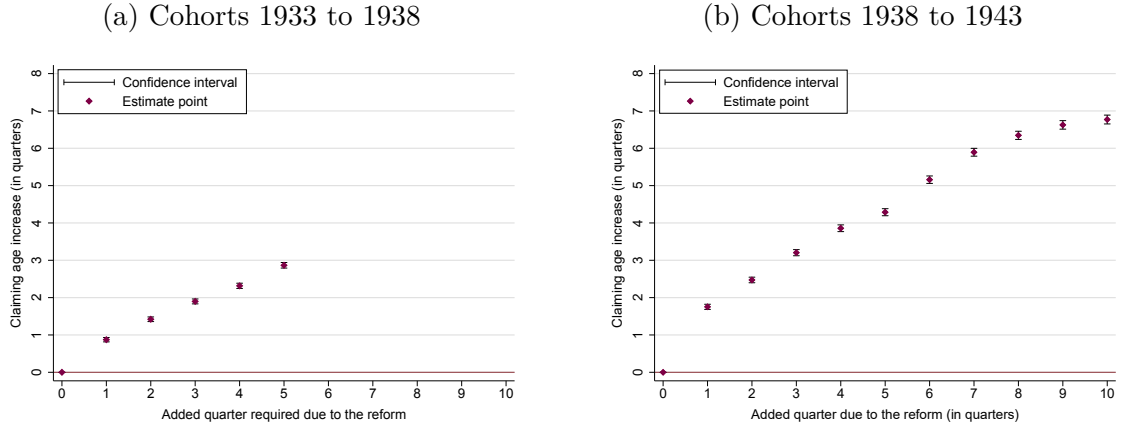 (a) Cohorts 1933 to 1938
Confidence interval
Estimate point
Claiming age increase (in quarters)
8
7
6
5
4
3
2
1
0
0 1 2 3 4 5 6 7 8 9 10
Added quarter required due to the reform
(b) Cohorts 1938 to 1943
Confidence interval
Estimate point
Claiming age increase (in quarters)
8
7
6
5
4
3
2
1
0
0 1 2 3 4 5 6 7 8 9 10
Added quarter due to the reform (in quarters)